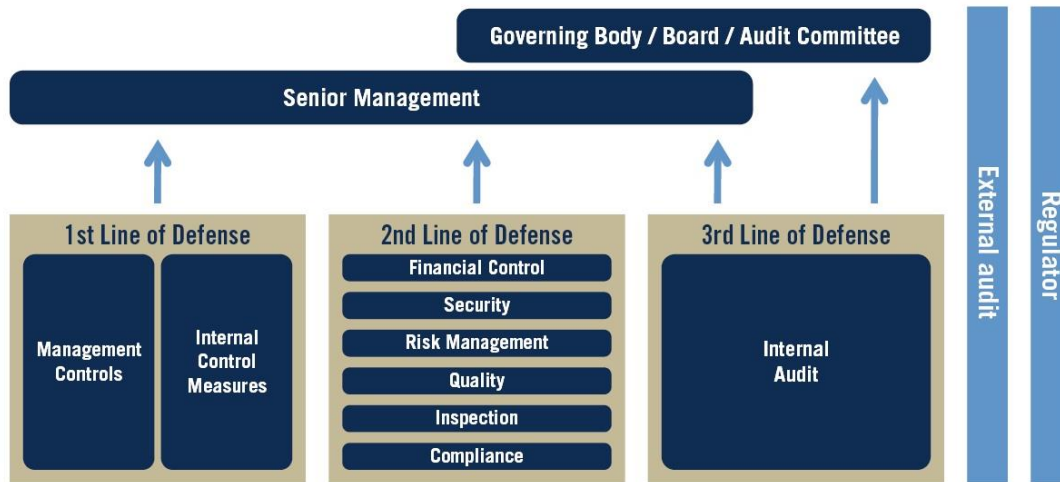 Governing Body / Board / Audit Committee
Senior Management
1st Line of Defense
Management
Controls
Internal
Control
Measures
2nd Line of Defense
Financial Control
Security
Risk Management
Quality
Inspection
Compliance
3rd Line of Defense
Internal
Audit
External audit
Regulator